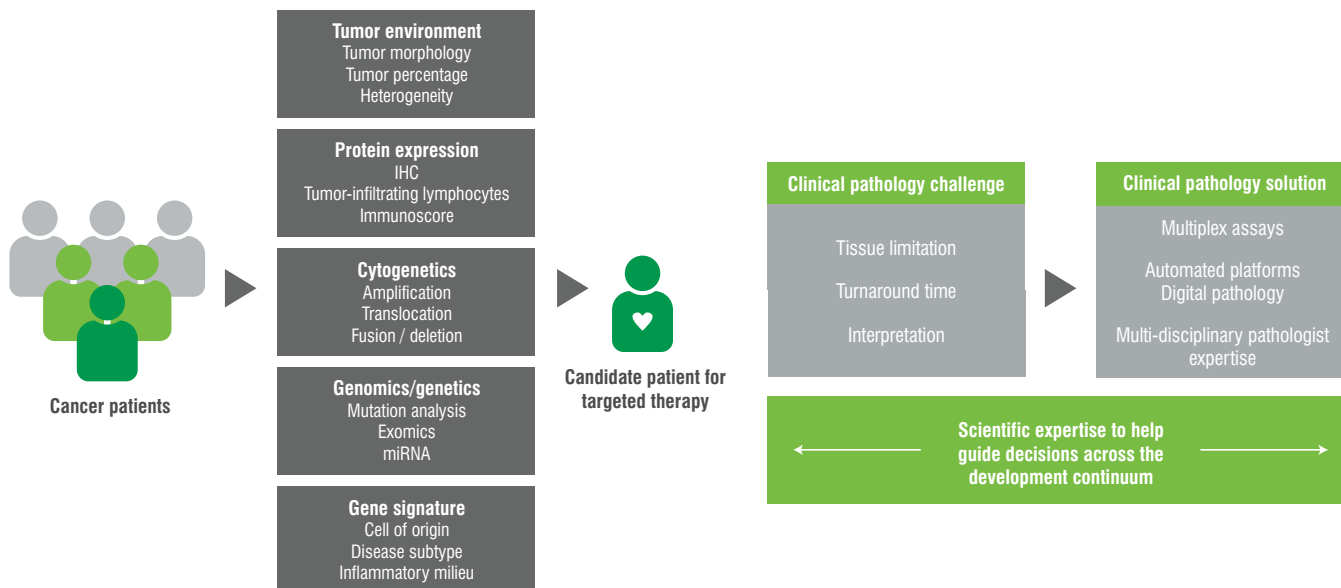 Cancer patients
Tumor environment
Tumor morphology
Tumor percentage
Heterogeneity
Protein expression
IHC
Tumor-infiltrating lymphocytes
Immunoscore
Cytogenetics
Amplification
Translocation
Fusion / deletion
Genomics/genetics
Mutation analysis
Exomics
miRNA
Gene signature
Cell of origin
Disease subtype
Inflammatory milieu
Candidate patient for
targeted therapy
Clinical pathology challenge
Tissue limitation
Turnaround time
Interpretation
Clinical pathology solution
Multiplex assays
Automated platforms
Digital pathology
Multi-disciplinary pathologist
expertise
Scientific expertise to help
guide decisions across the
development continuum